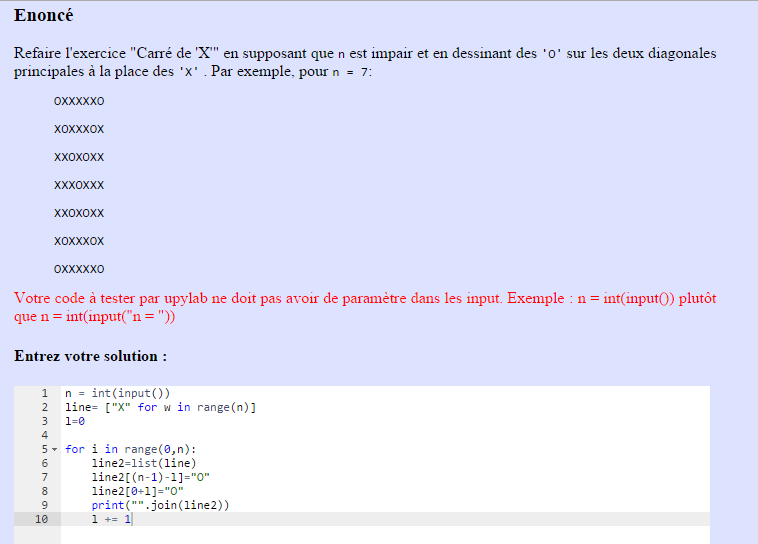 Enoncé
Refaire l'exercice "Carré de 'X'" en supposant que n est impair et en dessinant des 'O' sur les deux diagonales
principales à la place des 'X' . Par exemple, pour n = 7:
OXXXXXO
XOXXXOX
XXOXOXX
XXXOXXX
XXOXOXX
XOXXXOX
OXXXXXO
Votre code à tester par upylab ne doit pas avoir de paramètre dans les input. Exemple : n = int(input()) plutôt
que n = int(input("n = "))
Entrez votre solution :
1 n = int(input())
2 line= ["X" for w in range(n)]
3 l=0
4
5 for i in range(0,n):
6 line2=list(line)
7 line2[(n-1)-l]="O"
8 line2[0+l]="O"
9 print("".join(line2))
10 l += 1